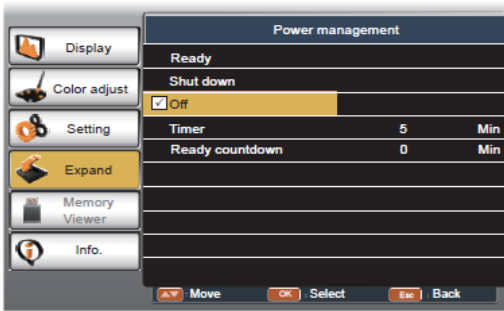 Power management
Display
Color adjust
Setting
Expand
Memory
Viewer
Info.
Ready
Shut down
Off
Timer 5 Min
Ready countdown 0 Min
Move OK : Select Esc : Back